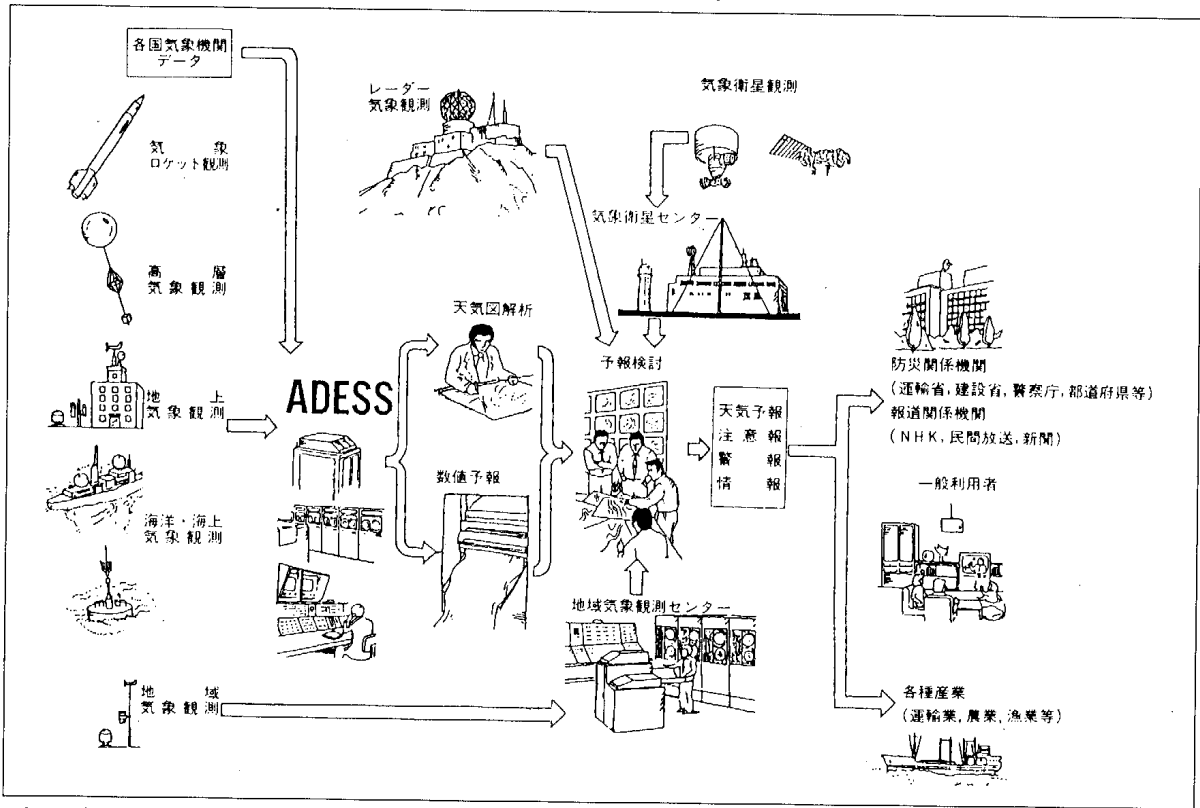 各国気象機関
データ
気象
ロケット観測
高層
気象観測
地上
気象観測
海洋・海上
気象観測
地域
気象観測
レーダー
気象観測
気象衛星観測
気象衛星センター
ADESS
天気図解析
数値予報
予報検討
地域気象観測センター
天気予報
注意報
警報
情報
防災関係機関
(運輸省,建設省,警察庁,都道府県等)
報道関係機関
(NHK,民間放送,新聞)
一般利用者
各種産業
(運輸業,農業,漁業等)